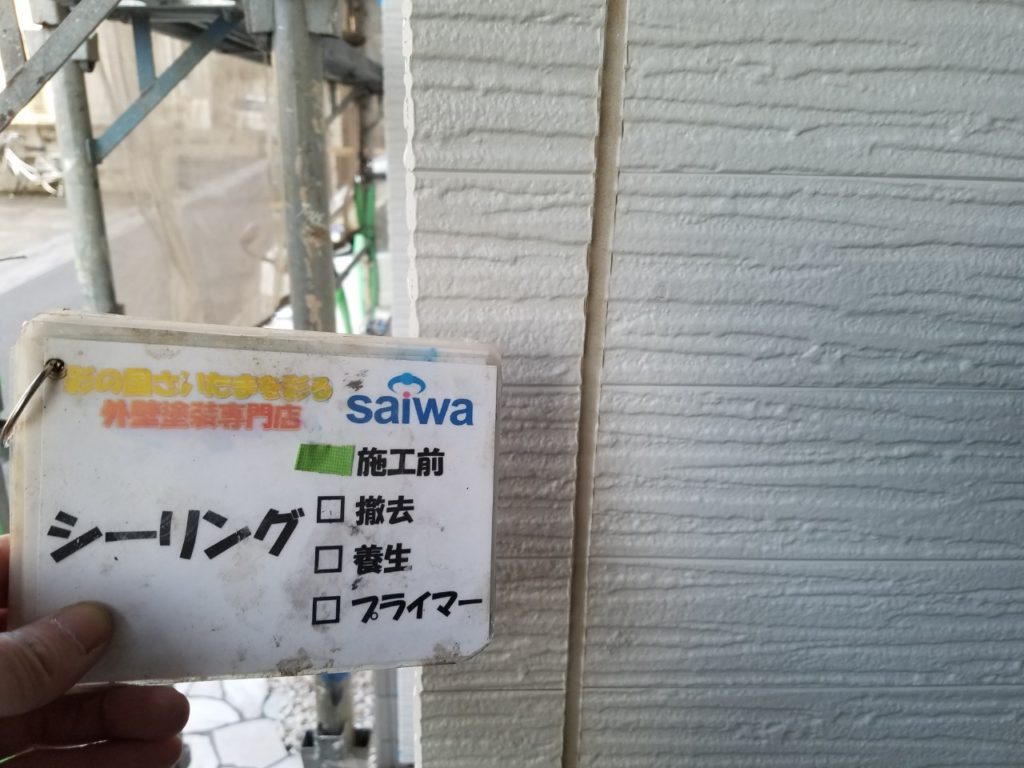 彩の国さいたまを彩る
外壁塗装専門店
saiwa
シーリング
施工前
撤去
養生
プライマー